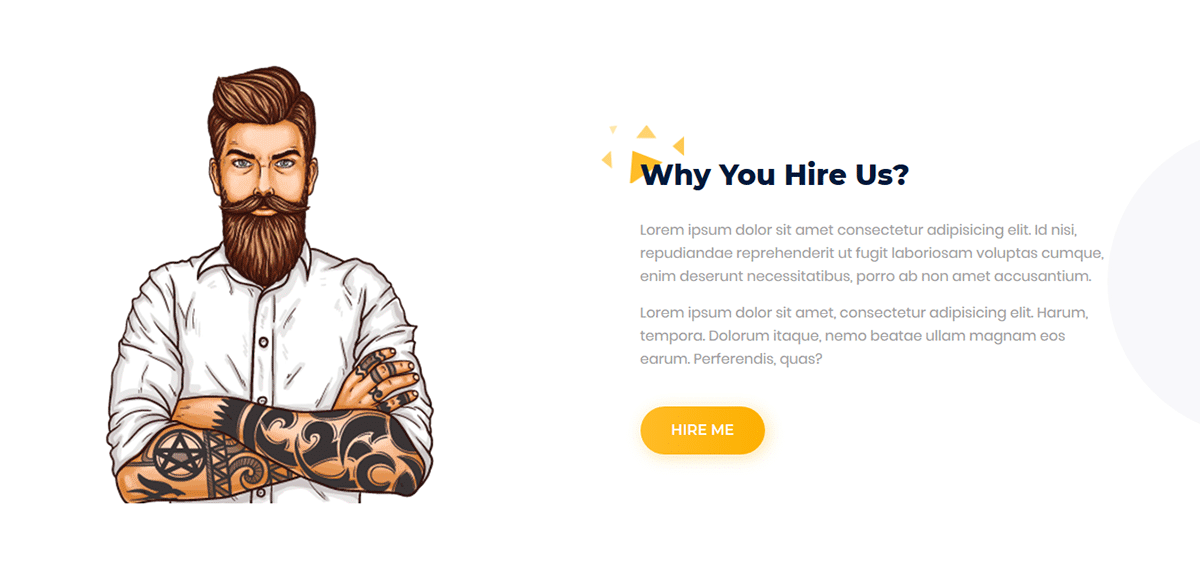 Why You Hire Us?
Lorem ipsum dolor sit amet consectetur adipisicing elit. Id nisi,
repudiandae reprehenderit ut fugit laboriosam voluptas cumque,
enim deserunt necessitatibus, porro ab non amet accusantium.
Lorem ipsum dolor sit amet, consectetur adipisicing elit. Harum,
tempora. Dolorum itaque, nemo beatae ullam magnam eos
earum. Perferendis, quas?
HIRE ME